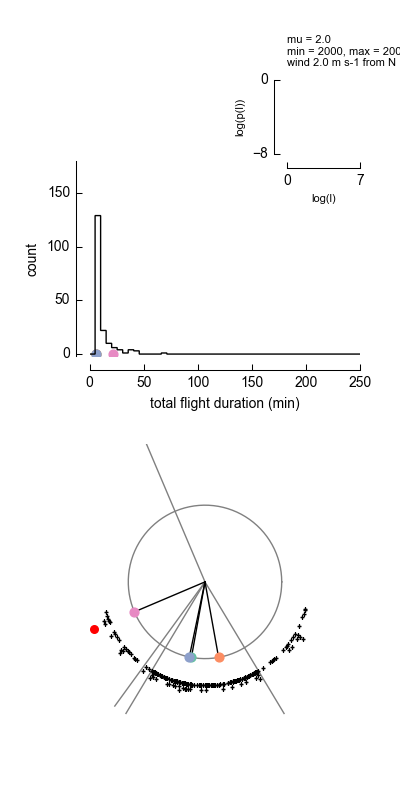 mu = 2.0
min = 2000, max = 200
wind 2.0 m s-1 from N
0
log(p(l))
−8
0
7
log(l)
150
100
50
0
count
0
50
100
150
200
250
total flight duration (min)